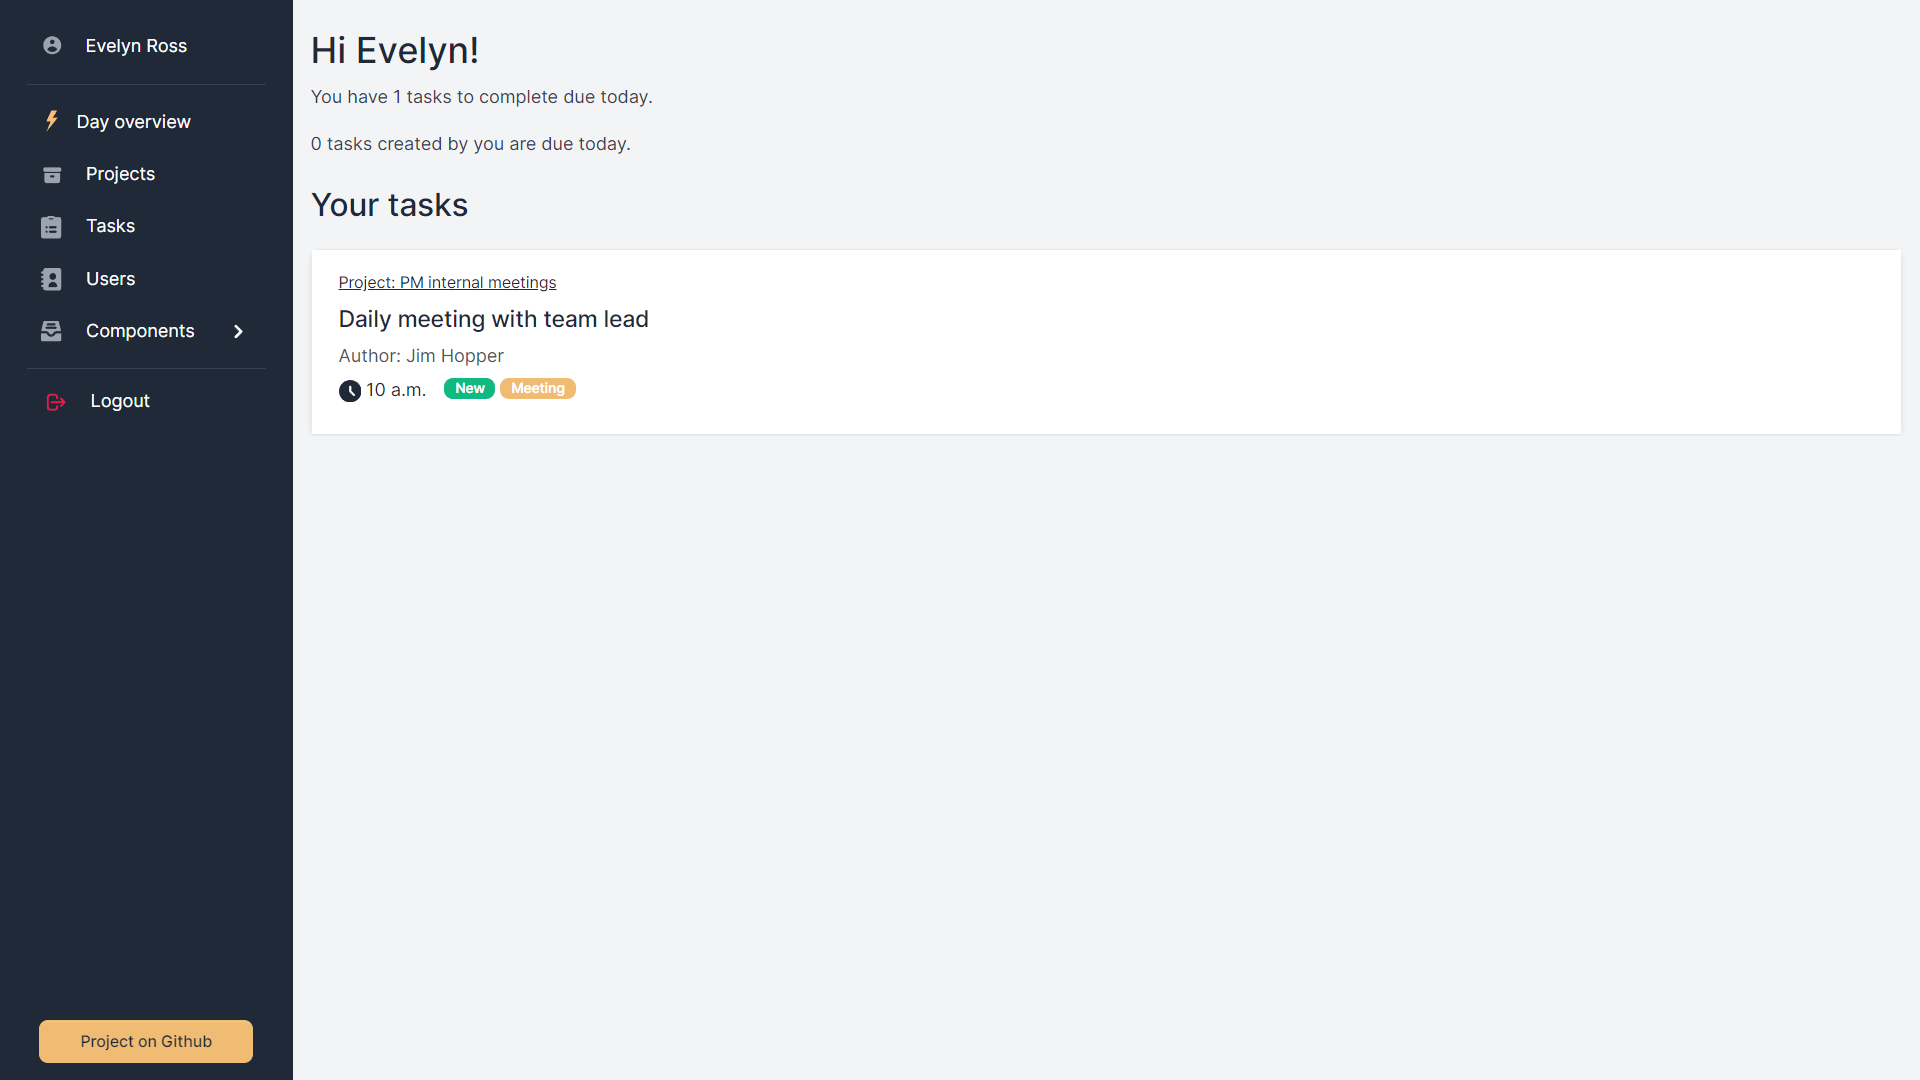 Evelyn Ross
Day overview
Projects
Tasks
Users
Components
Logout
Project on Github
Hi Evelyn!
You have 1 tasks to complete due today.
0 tasks created by you are due today.
Your tasks
Project: PM internal meetings
Daily meeting with team lead
Author: Jim Hopper
10 a.m. New Meeting